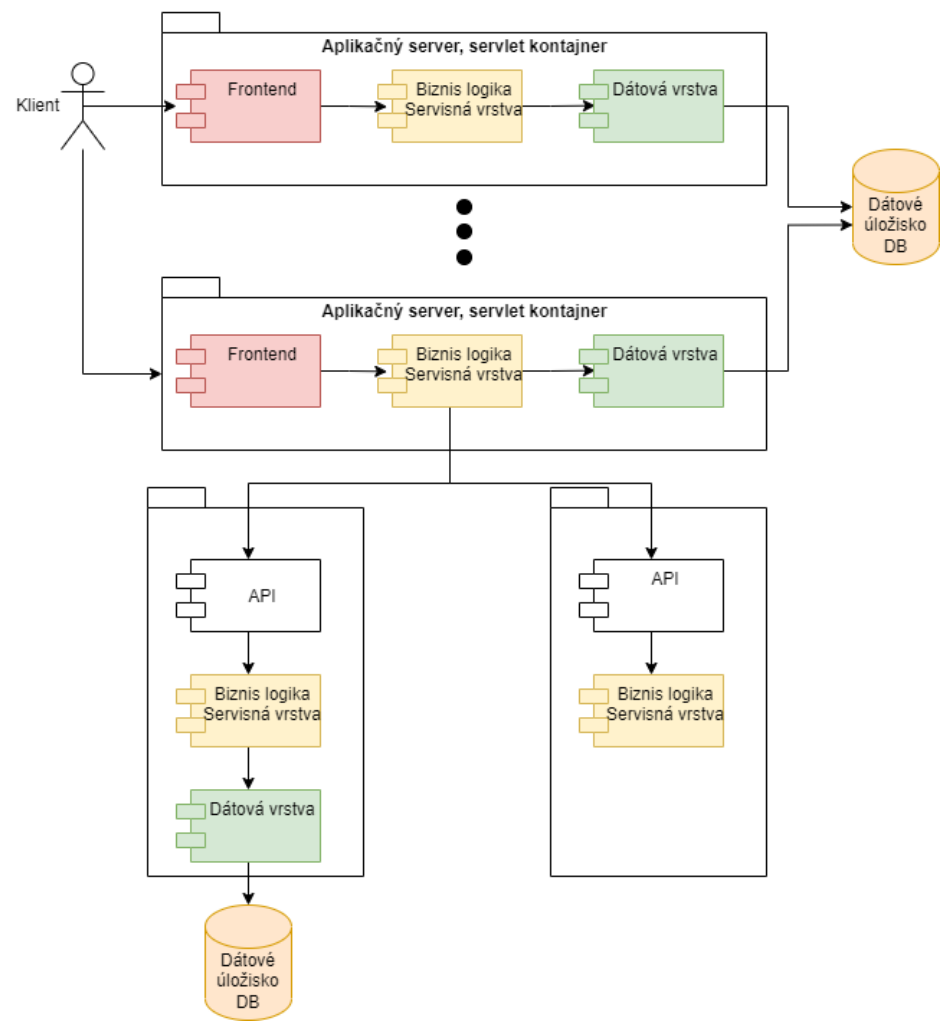 Aplikačný server, servlet kontajner
Klient
Frontend
Biznis logika
Servisná vrstva
Dátová vrstva
Dátové
úložisko
DB
Aplikačný server, servlet kontajner
Frontend
Biznis logika
Servisná vrstva
Dátová vrstva
API
API
Biznis logika
Servisná vrstva
Biznis logika
Servisná vrstva
Dátová vrstva
Dátové
úložisko
DB